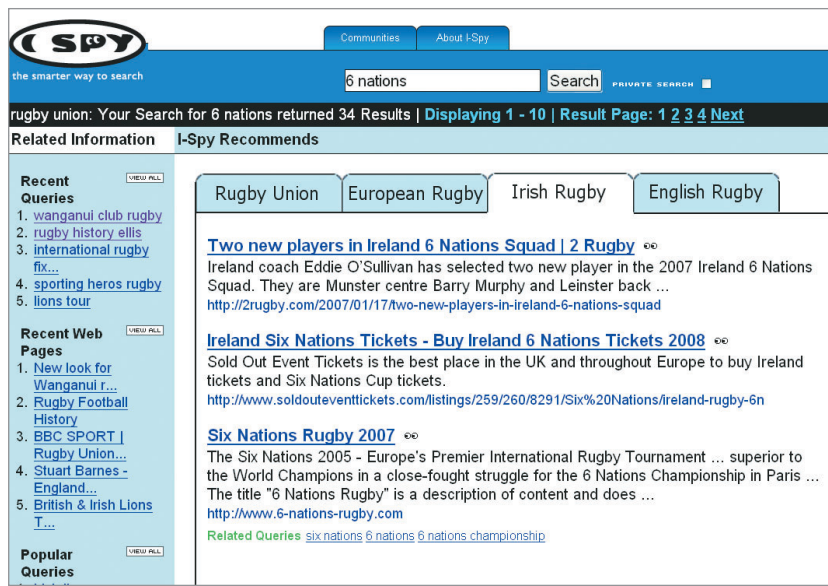 I SPY
the smarter way to search
Communities
About I-Spy
6 nations
Search
PRIVATE SEARCH
rugby union: Your Search for 6 nations returned 34 Results | Displaying 1 - 10 | Result Page: 1 2 3 4 Next
Related Information
I-Spy Recommends
Recent Queries
VIEW ALL
1. wanganui club rugby
2. rugby history ellis
3. international rugby
fix...
4. sporting heros rugby
5. lions tour
Recent Web
Pages
VIEW ALL
1. New look for
Wanganui r...
2. Rugby Football
History
3. BBC SPORT |
Rugby Union...
4. Stuart Barnes -
England...
5. British & Irish Lions
T...
Popular
Queries
VIEW ALL
Rugby Union
European Rugby
Irish Rugby
English Rugby
Two new players in Ireland 6 Nations Squad | 2 Rugby
Ireland coach Eddie O'Sullivan has selected two new player in the 2007 Ireland 6 Nations
Squad. They are Munster centre Barry Murphy and Leinster back ...
http://2rugby.com/2007/01/17/two-new-players-in-ireland-6-nations-squad
Ireland Six Nations Tickets - Buy Ireland 6 Nations Tickets 2008
Sold Out Event Tickets is the best place in the UK and throughout Europe to buy Ireland
tickets and Six Nations Cup tickets.
http://www.soldouteventtickets.com/listings/259/260/8291/Six%20Nations/ireland-rugby-6n
Six Nations Rugby 2007
The Six Nations 2005 - Europe's Premier International Rugby Tournament ... superior to
the World Champions in a close-fought struggle for the 6 Nations Championship in Paris ...
The title "6 Nations Rugby" is a description of content and does ...
http://www.6-nations-rugby.com
Related Queries six nations 6 nations 6 nations championship